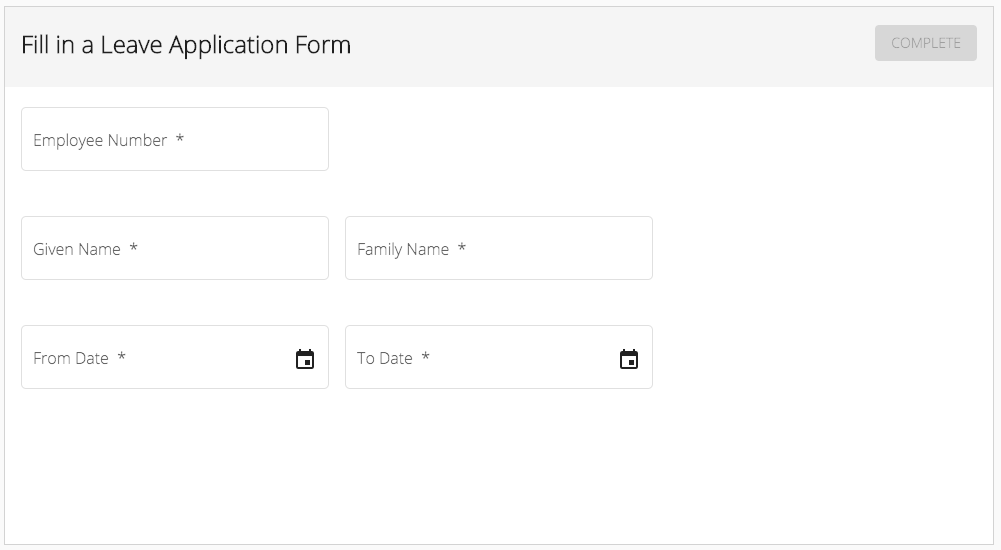 Fill in a Leave Application Form
COMPLETE
Employee Number *
Given Name *
Family Name *
From Date *
To Date *